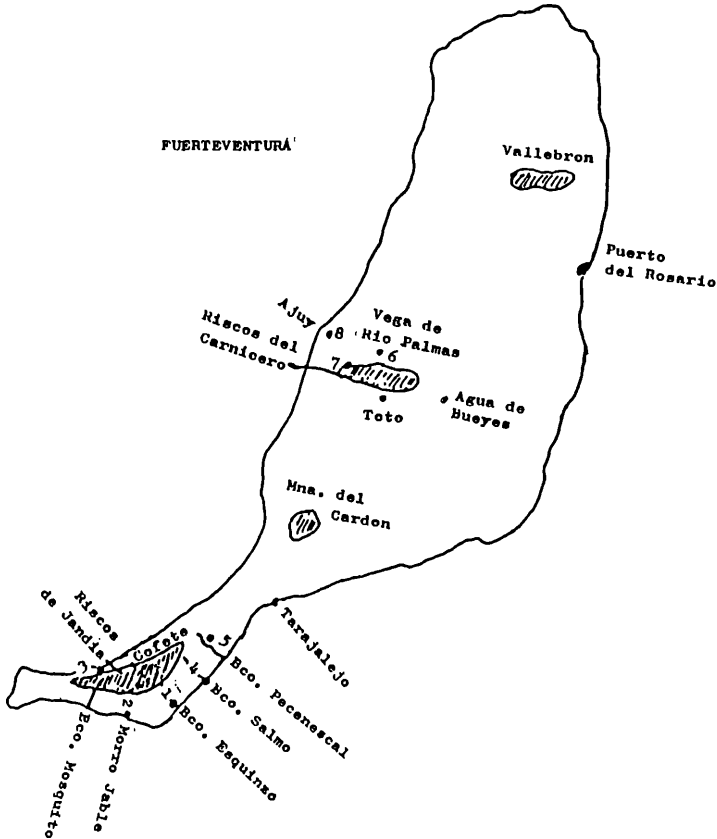 FUERTEVENTURA
Vallebron
Puerto
del Rosario
Ajuy
8
Vega de
Rio Palmas
Riscos del
Carnicero
7
6
Toto
Agua de
Bueyes
Mna. del
Cardon
Riscos
de Jandia
Cofete
3
5
4
1
2
Tarajalejo
Bco. Pecenescal
Bco. Salmo
Bco. Esquinzo
Morro Jable
Bco. Mosquito